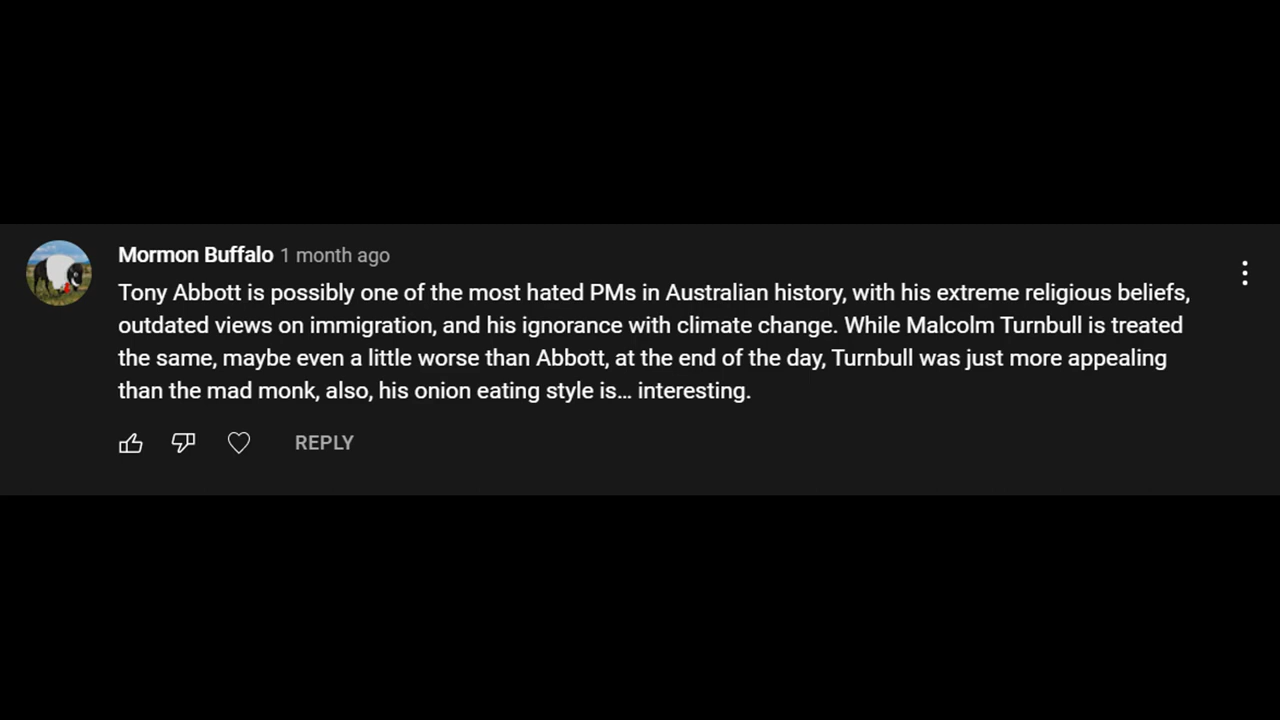 Mormon Buffalo 1 month ago
Tony Abbott is possibly one of the most hated PMs in Australian history, with his extreme religious beliefs,
outdated views on immigration, and his ignorance with climate change. While Malcolm Turnbull is treated
the same, maybe even a little worse than Abbott, at the end of the day, Turnbull was just more appealing
than the mad monk, also, his onion eating style is... interesting.
REPLY